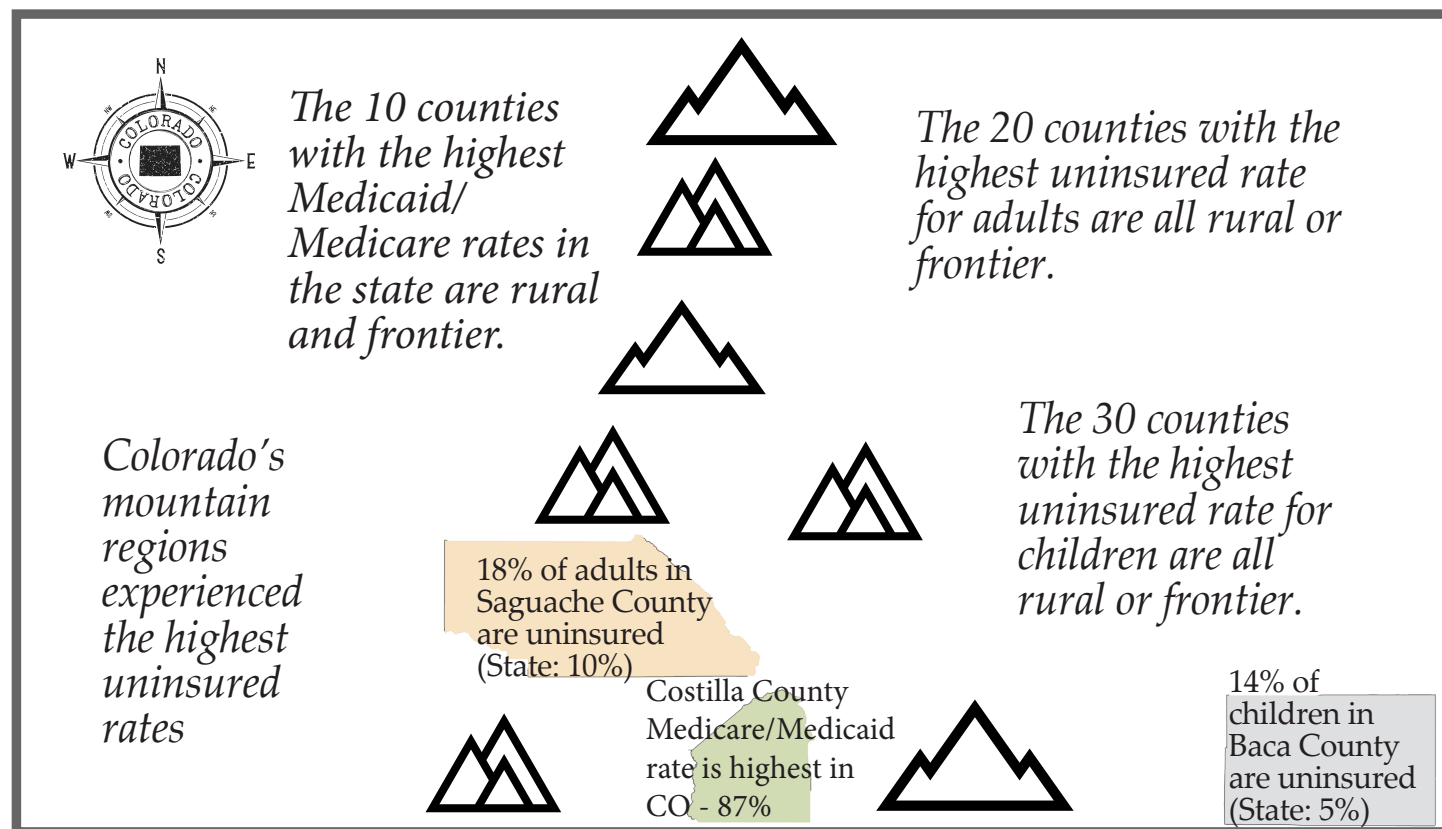 N
W
E
S
COLORADO
COLORADO
The 10 counties
with the highest
Medicaid/
Medicare rates in
the state are rural
and frontier.
The 20 counties with the
highest uninsured rate
for adults are all rural or
frontier.
Colorado’s
mountain
regions
experienced
the highest
uninsured
rates
The 30 counties
with the highest
uninsured rate for
children are all
rural or frontier.
18% of adults in
Saguache County
are uninsured
(State: 10%)
Costilla County
Medicare/Medicaid
rate is highest in
CO - 87%
14% of
children in
Baca County
are uninsured
(State: 5%)